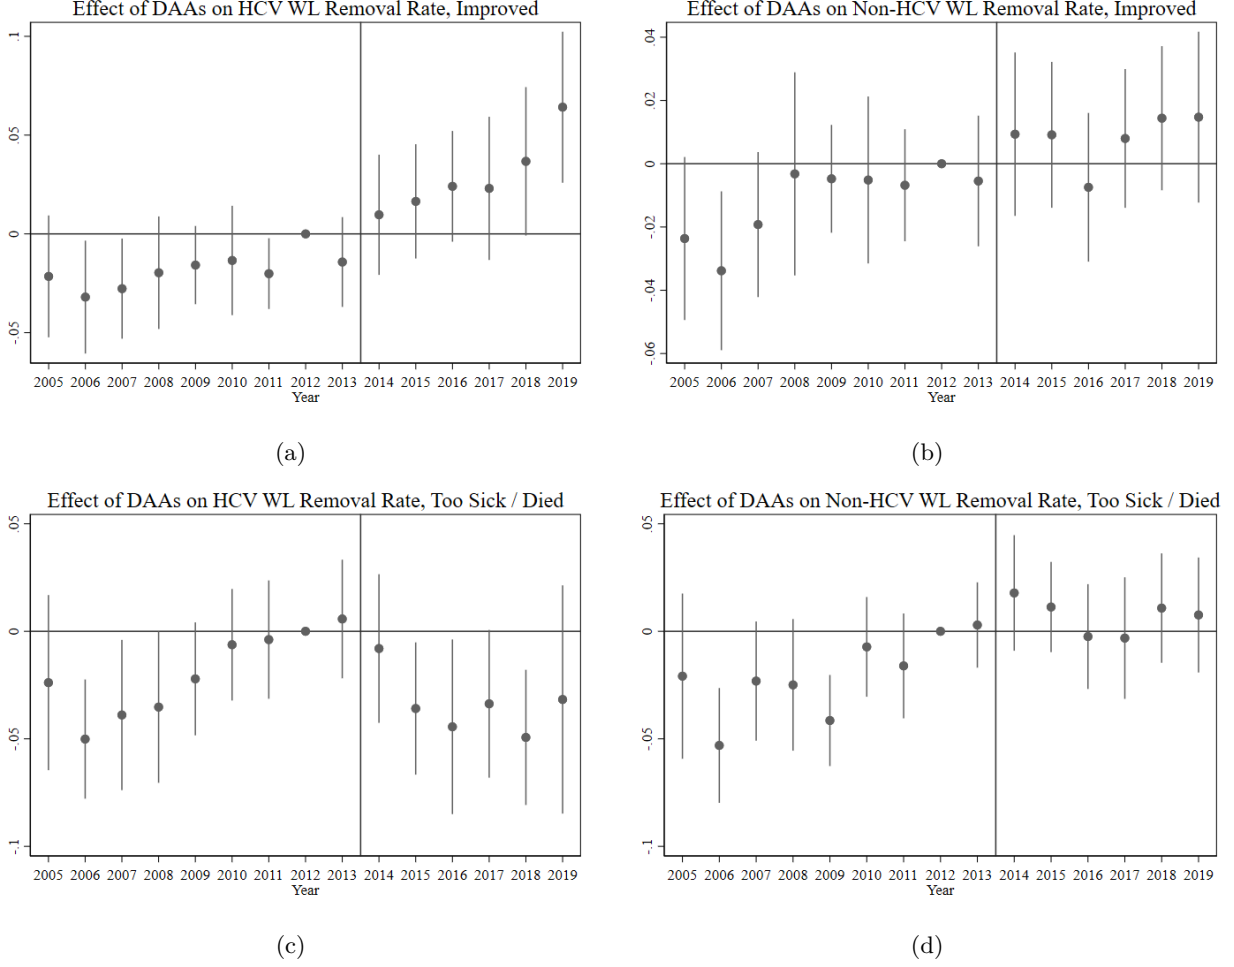 Effect of DAAs on HCV WL Removal Rate, Improved
.1
.05
0
-.05
2005 2006 2007 2008 2009 2010 2011 2012 2013 2014 2015 2016 2017 2018 2019
Year
(a)
Effect of DAAs on Non-HCV WL Removal Rate, Improved
.04
.02
0
-.02
-.04
-.06
2005 2006 2007 2008 2009 2010 2011 2012 2013 2014 2015 2016 2017 2018 2019
Year
(b)
Effect of DAAs on HCV WL Removal Rate, Too Sick / Died
.05
0
-.05
-.1
2005 2006 2007 2008 2009 2010 2011 2012 2013 2014 2015 2016 2017 2018 2019
Year
(c)
Effect of DAAs on Non-HCV WL Removal Rate, Too Sick / Died
.05
0
-.05
-.1
2005 2006 2007 2008 2009 2010 2011 2012 2013 2014 2015 2016 2017 2018 2019
Year
(d)